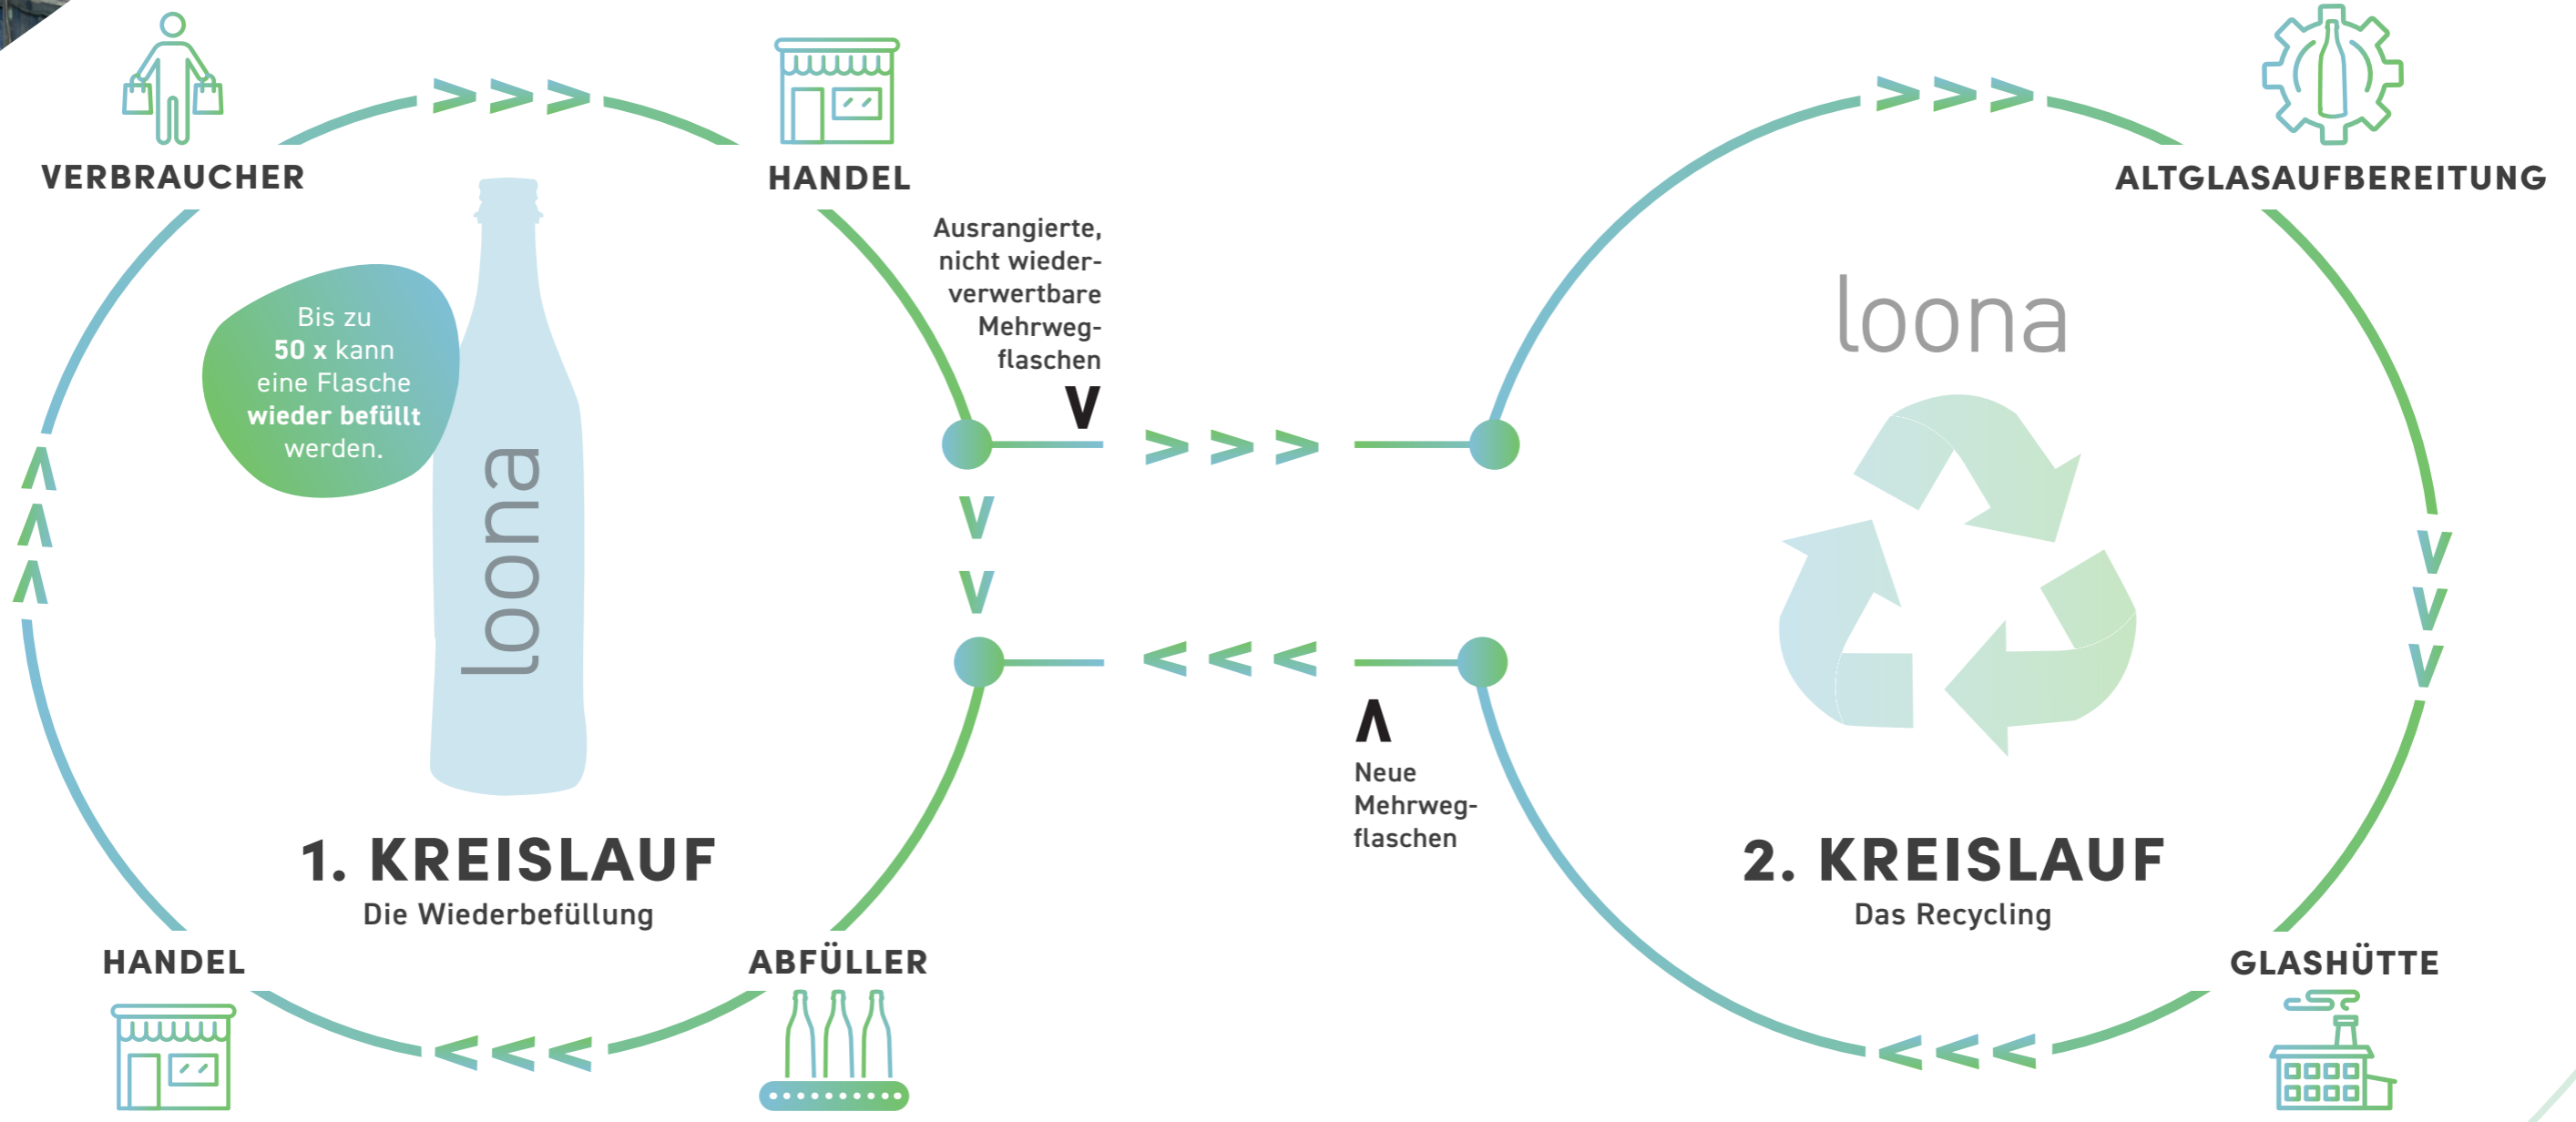 VERBRAUCHER
HANDEL
Bis zu
50 x kann
eine Flasche
wieder befüllt
werden.
loona
Ausrangierte,
nicht wieder-
verwertbare
Mehrweg-
flaschen
1. KREISLAUF
Die Wiederbefüllung
HANDEL
ABFÜLLER
Neue
Mehrweg-
flaschen
ALTGLASAUFBEREITUNG
loona
2. KREISLAUF
Das Recycling
GLASHÜTTE